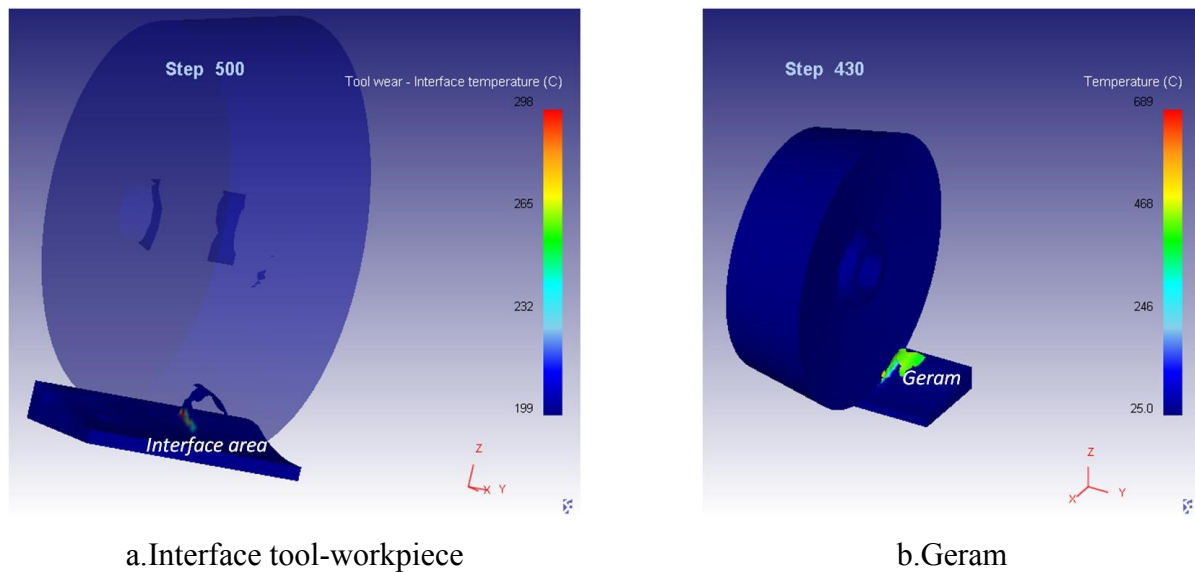 Step 500
Tool wear - Interface temperature (C)
298
265
232
199
Interface area
Z
X Y
a.Interface tool-workpiece
Step 430
Temperature (C)
689
468
246
25.0
Geram
Z
X Y
b.Geram